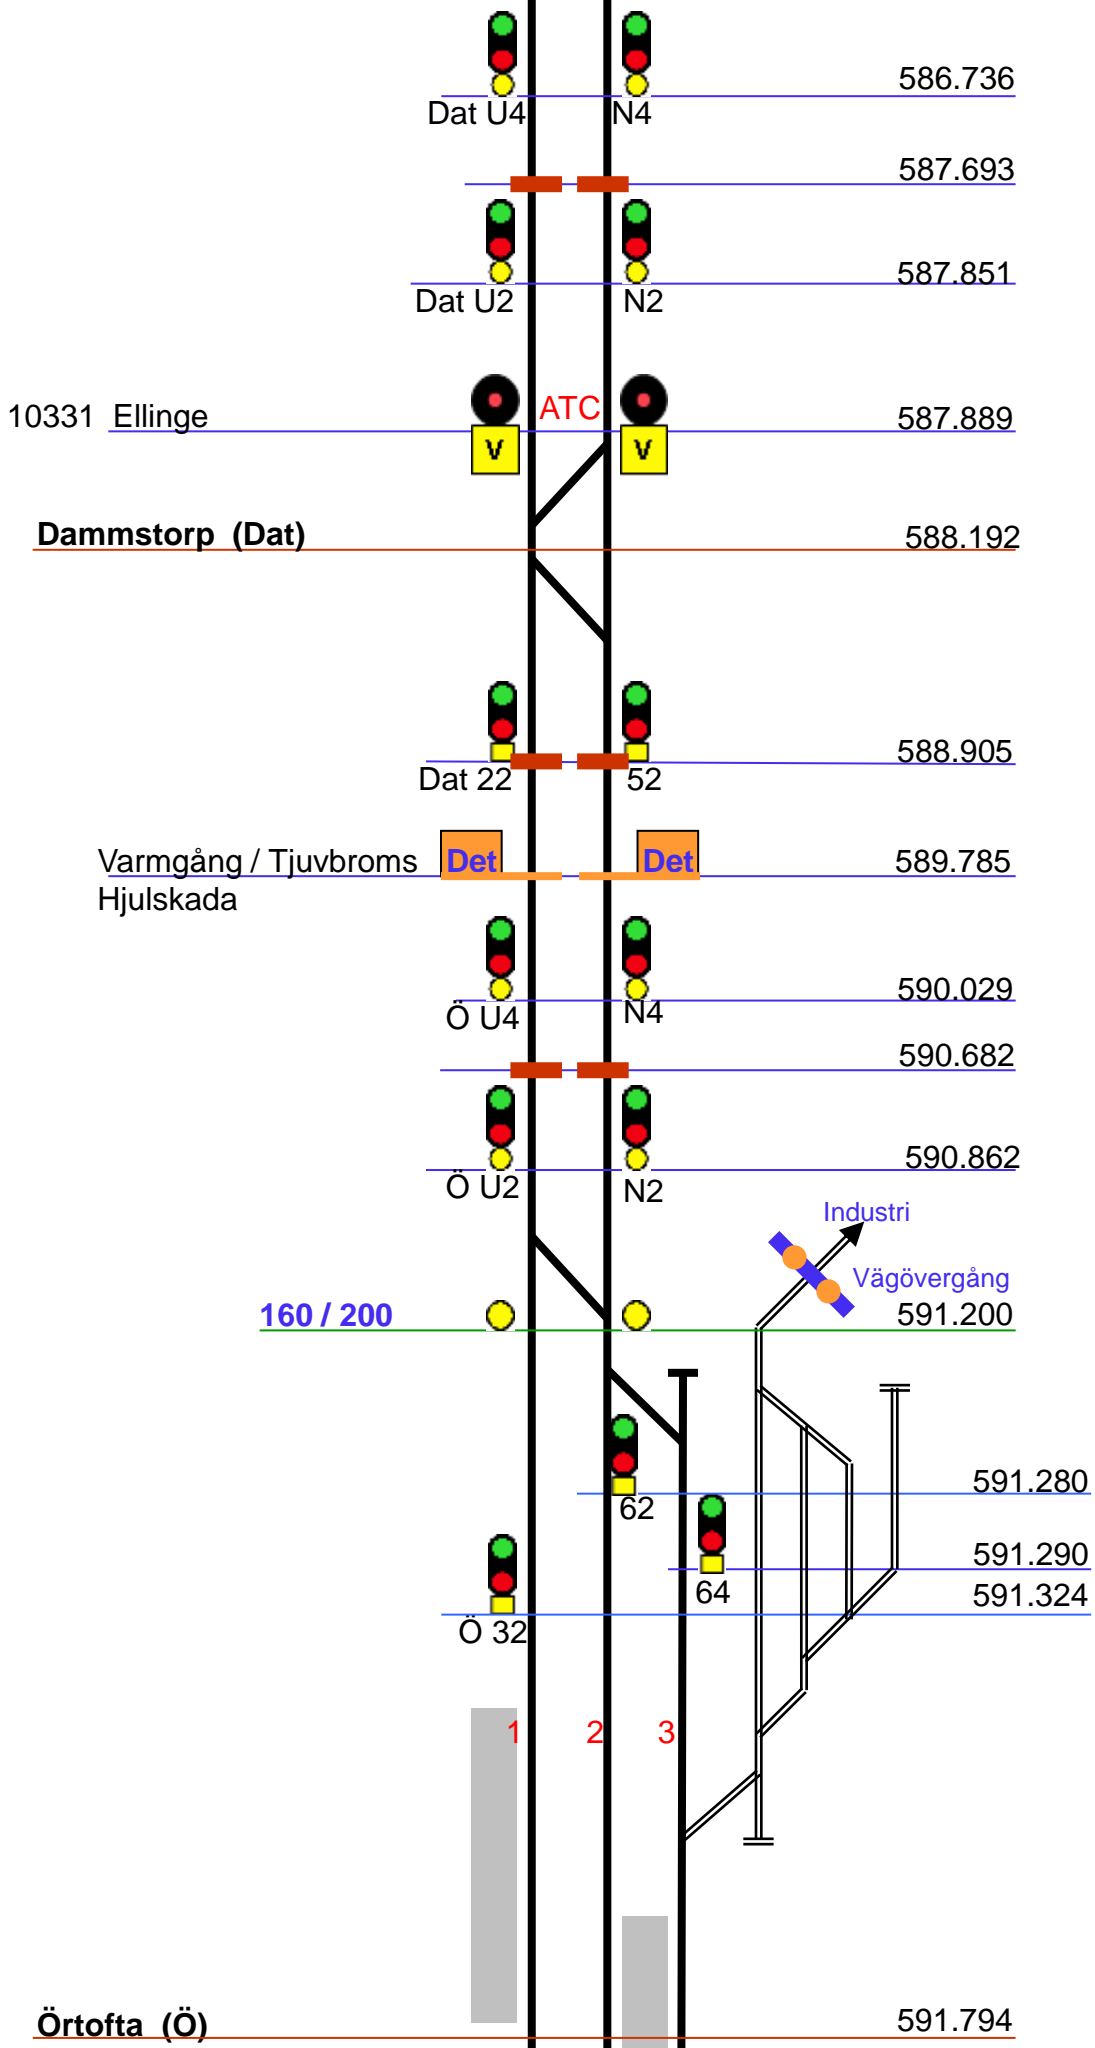 586.736
Dat U4 N4
587.693
587.851
Dat U2 N2
10331 Ellinge ATC 587.889
V V
Dammstorp (Dat) 588.192
588.905
Dat 22 52
Varmgång / Tjuvbroms Det Det 589.785
Hjulskada
590.029
Ö U4 N4
590.682
590.862
Ö U2 N2
Industri
Vägövergång
160 / 200 591.200
591.280
62
591.290
64
591.324
Ö 32
1 2 3
Örtofta (Ö) 591.794